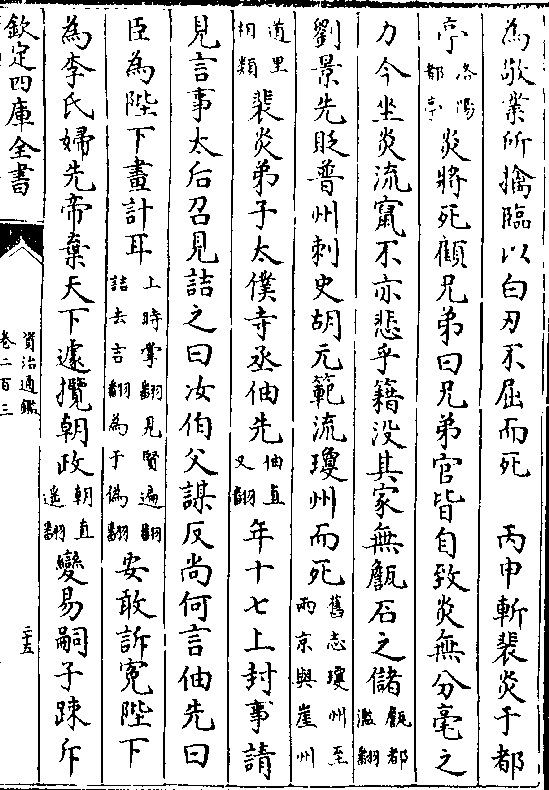 為敬業所擒臨以白刃不屈而死　丙申斬裴炎于都
亭洛陽都亭炎將死顧兄弟曰兄弟官皆自致炎無分毫之
力今坐炎流竄不亦悲乎籍没其家無甔石之儲甔都濫翻
劉景先貶普州刺史胡元範流瓊州而死舊志瓊州至兩京與崖州
道里相類裴炎弟子太僕寺丞伷先伷直又翻年十七上封事請
見言事太后召見詰之曰汝伯父謀反尚何言伷先曰
臣為陛下畫計耳上時掌翻見賢遍翻詰去吉翻為于偽翻安敢訴寃陛下
為李氏婦先帝棄天下遽攬朝政朝直遥翻變易嗣子踈斥
欽定四庫全書
資治通鑑
卷二百三
二十五